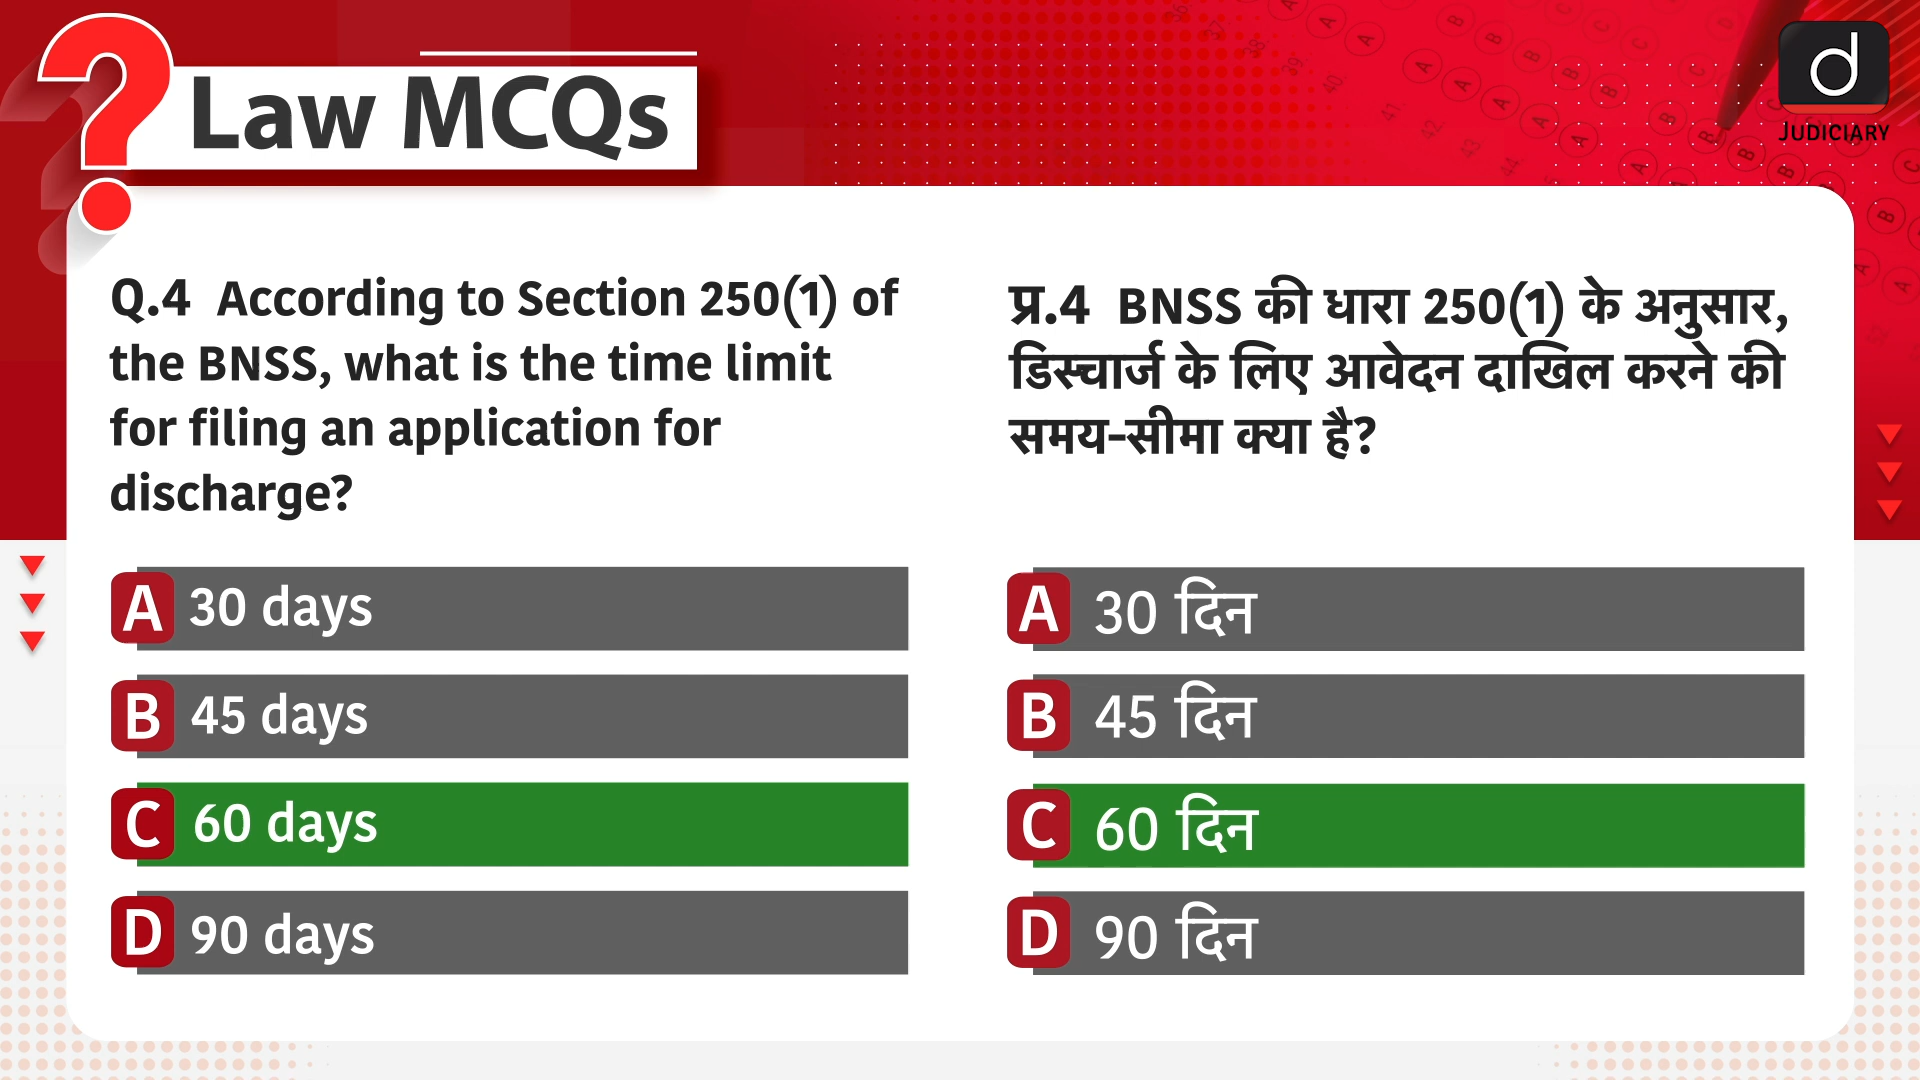 ?
Law MCQs
d
JUDICIARY
Q.4 According to Section 250(1) of
the BNSS, what is the time limit
for filing an application for
discharge?
A 30 days
B 45 days
C 60 days
D 90 days
प्र.4 BNSS की धारा 250(1) के अनुसार,
डिस्चार्ज के लिए आवेदन दाखिल करने की
समय-सीमा क्या है?
A 30 दिन
B 45 दिन
C 60 दिन
D 90 दिन